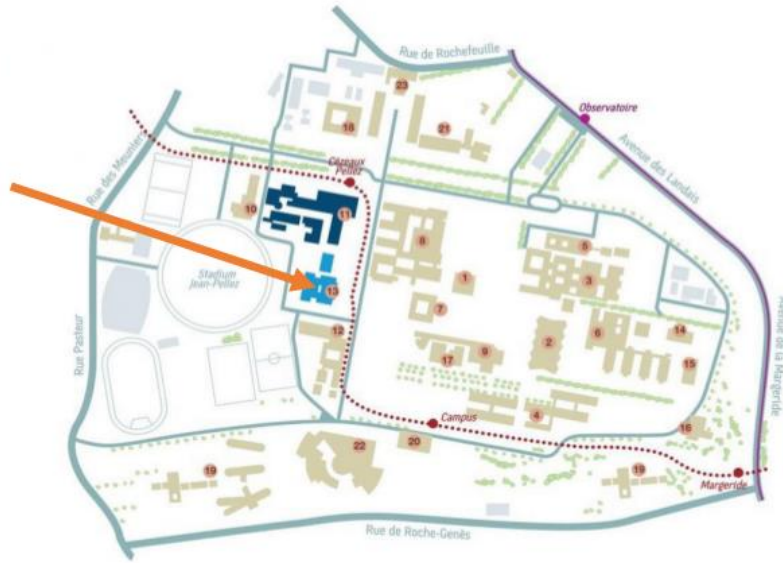 Rue de Rochefeuille
23
Observatoire
18
21
Rue des Meuniers
Avenue des Landais
Cézeaux
Pellez
10
11
8
5
Stadium
Jean-Pellez
13
1
3
7
12
6
14
2
Rue Pasteur
17
9
15
Avenue de la Margeride
4
Campus
16
22
20
19
19
Margeride
Rue de Roche-Genès